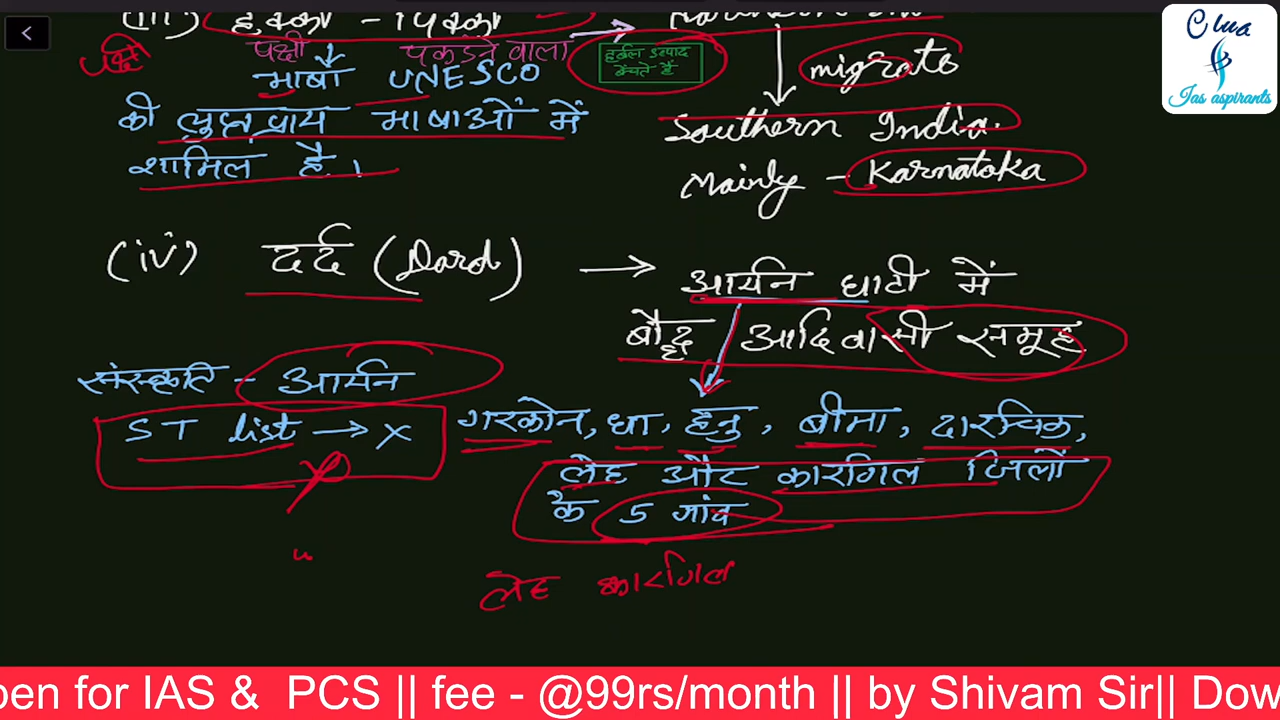 (iii) हक्की - पिक्की
पक्षी
पक्षी पकड़ने वाला
हर्बल उत्पाद
बेंचते हैं
भाषा UNESCO
की लुप्तप्राय भाषाओं में
शामिल है।
migrate
Southern India.
Mainly - Karnataka
(iv) दर्द (Dard)
आर्यन घाटी में
बौद्ध आदिवासी समूह
संस्कृति - आर्यन
ST list → X
गरकोन, धा, हनु, बीमा, दारचिक,
लेह और कारगिल जिलों
के 5 गांव
लेह कारगिल
Clua
Ias aspirants
pen for IAS & PCS || fee - @99rs/month || by Shivam Sir|| Dow